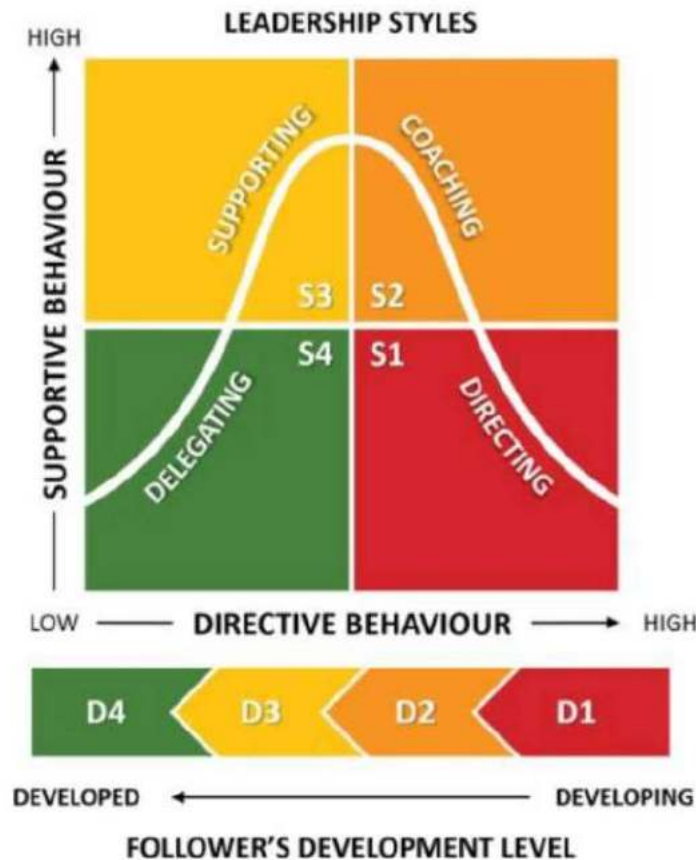 LEADERSHIP STYLES
HIGH
SUPPORTIVE BEHAVIOUR
SUPPORTING
COACHING
S3
S2
S4
S1
DELEGATING
DIRECTING
LOW
DIRECTIVE BEHAVIOUR
HIGH
D4
D3
D2
D1
DEVELOPED
DEVELOPING
FOLLOWER'S DEVELOPMENT LEVEL